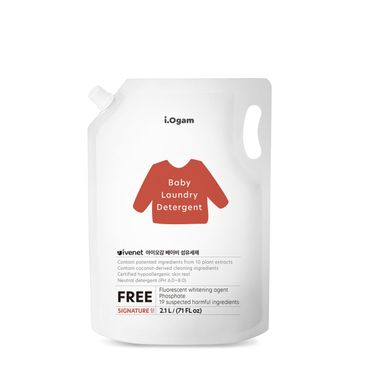 i.Ogam
Baby
Laundry
Detergent
ivenet 아이오감 베이비 섬유세제
Contain patented ingredients from 10 plant extracts
Contain coconut-derived cleaning ingredients
Certified hypoallergenic skin test
Neutral detergent (PH 6.0~8.0)
FREE
Fluorescent whitening agent
Phosphate
19 suspected harmful ingredients
SIGNATURE
2.1 L / (71 FL oz)